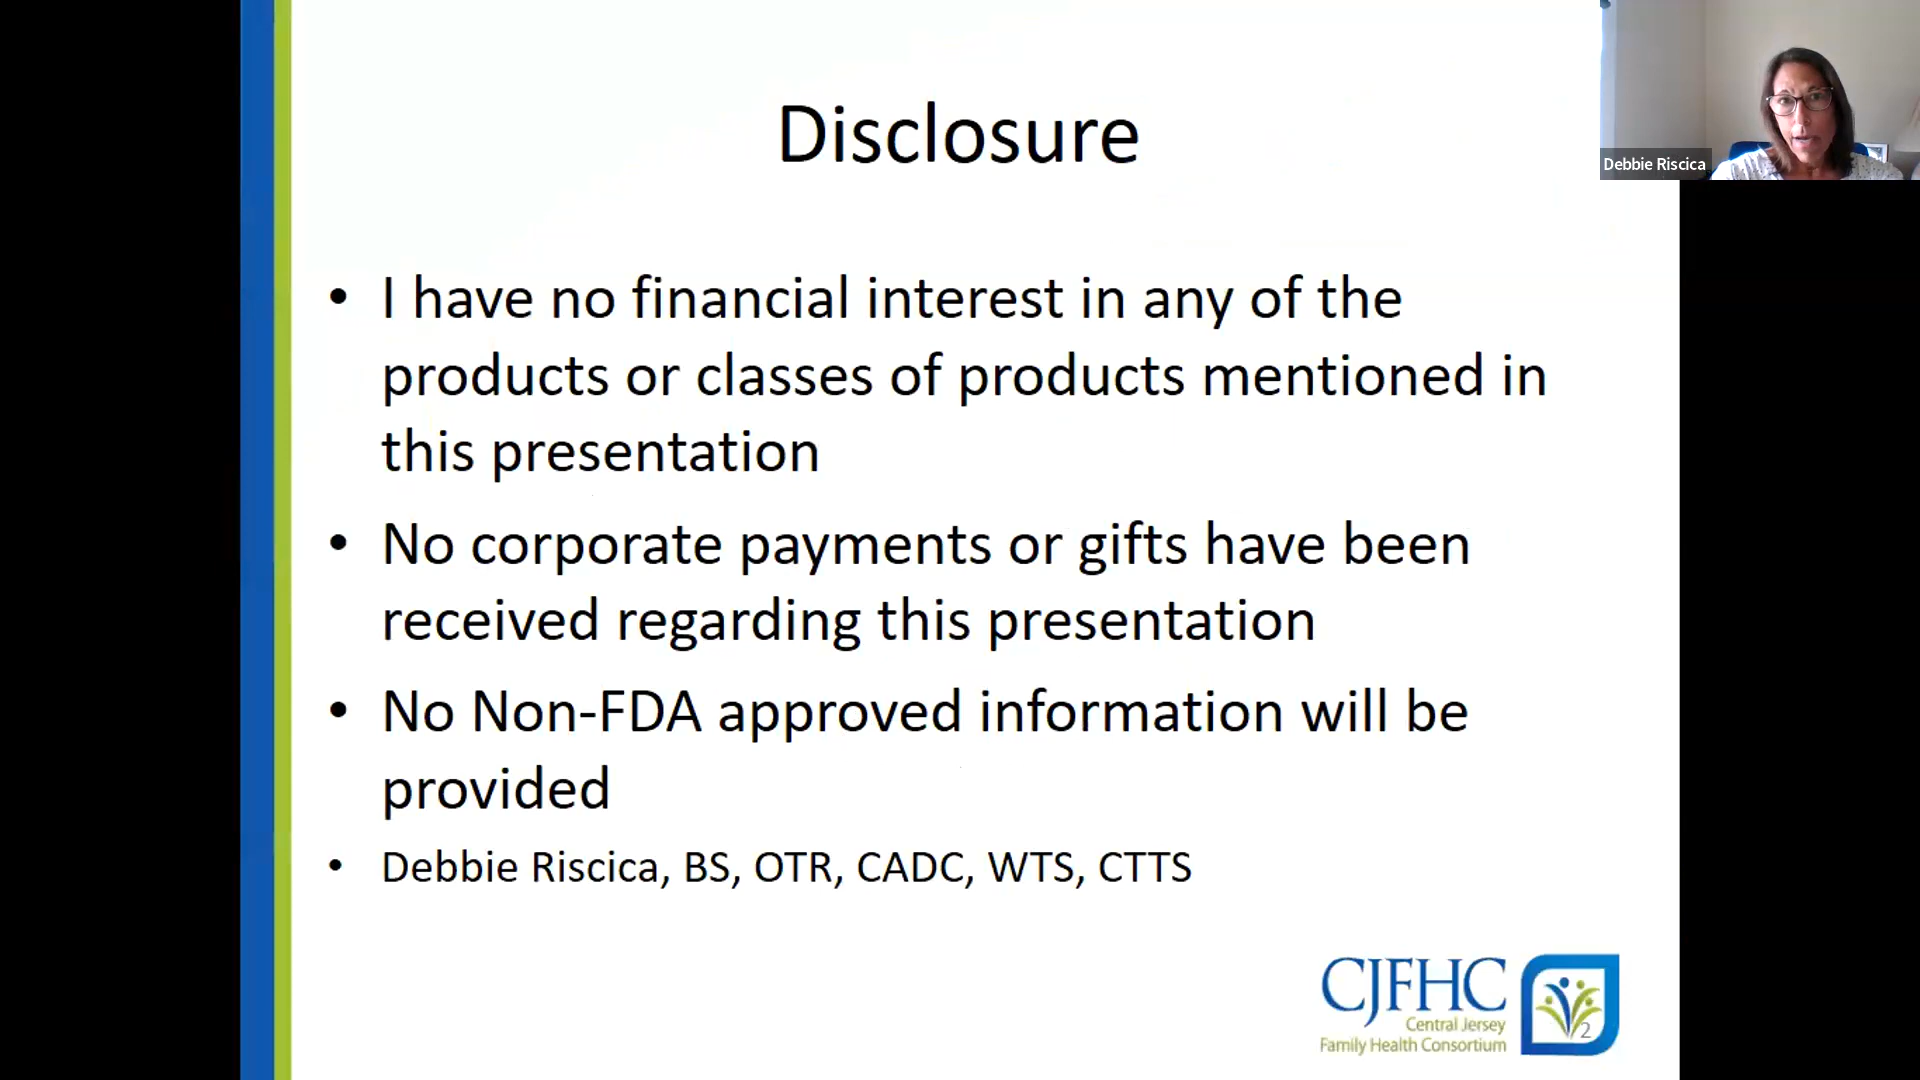 Disclosure
• I have no financial interest in any of the
products or classes of products mentioned in
this presentation
• No corporate payments or gifts have been
received regarding this presentation
• No Non-FDA approved information will be
provided
• Debbie Riscica, BS, OTR, CADC, WTS, CTTS
Debbie Riscica
CJFHC
Central Jersey
Family Health Consortium
2